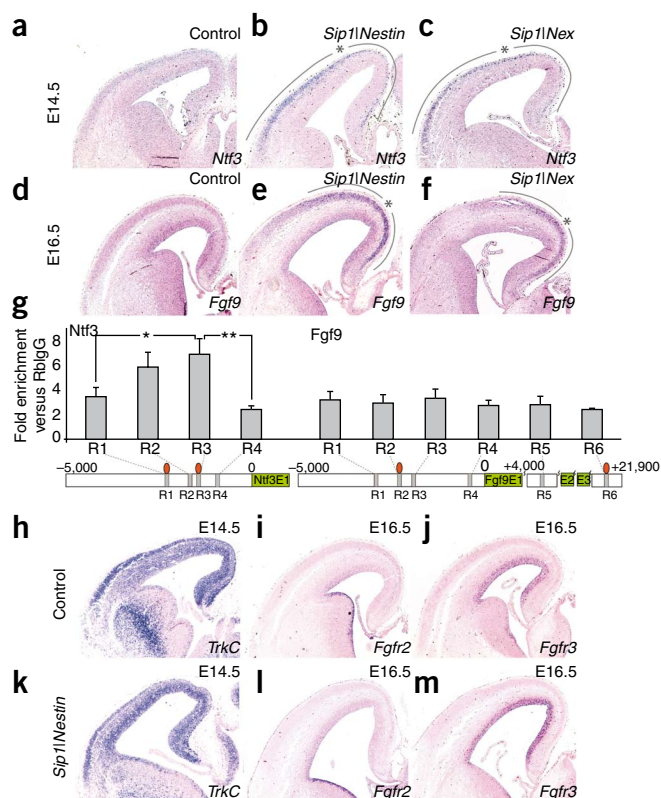 a Control b Sip1|Nestin c Sip1|Nex
* *
E14.5
Ntf3 Ntf3 Ntf3
d Control e Sip1|Nestin f Sip1|Nex
* *
E16.5
Fgf9 Fgf9 Fgf9
g
Ntf3 * ** Fgf9
Fold enrichment
versus RbIgG
8
6
4
2
0
R1 R2 R3 R4 R1 R2 R3 R4 R5 R6
–5,000 0 –5,000 0 +4,000 +21,900
Ntf3E1 Fgf9E1 E2 E3
R1 R2 R3 R4 R1 R2 R3 R4 R5 R6
h E14.5 i E16.5 j E16.5
Control
TrkC Fgfr2 Fgfr3
k E14.5 l E16.5 m E16.5
Sip1|Nestin
TrkC Fgfr2 Fgfr3